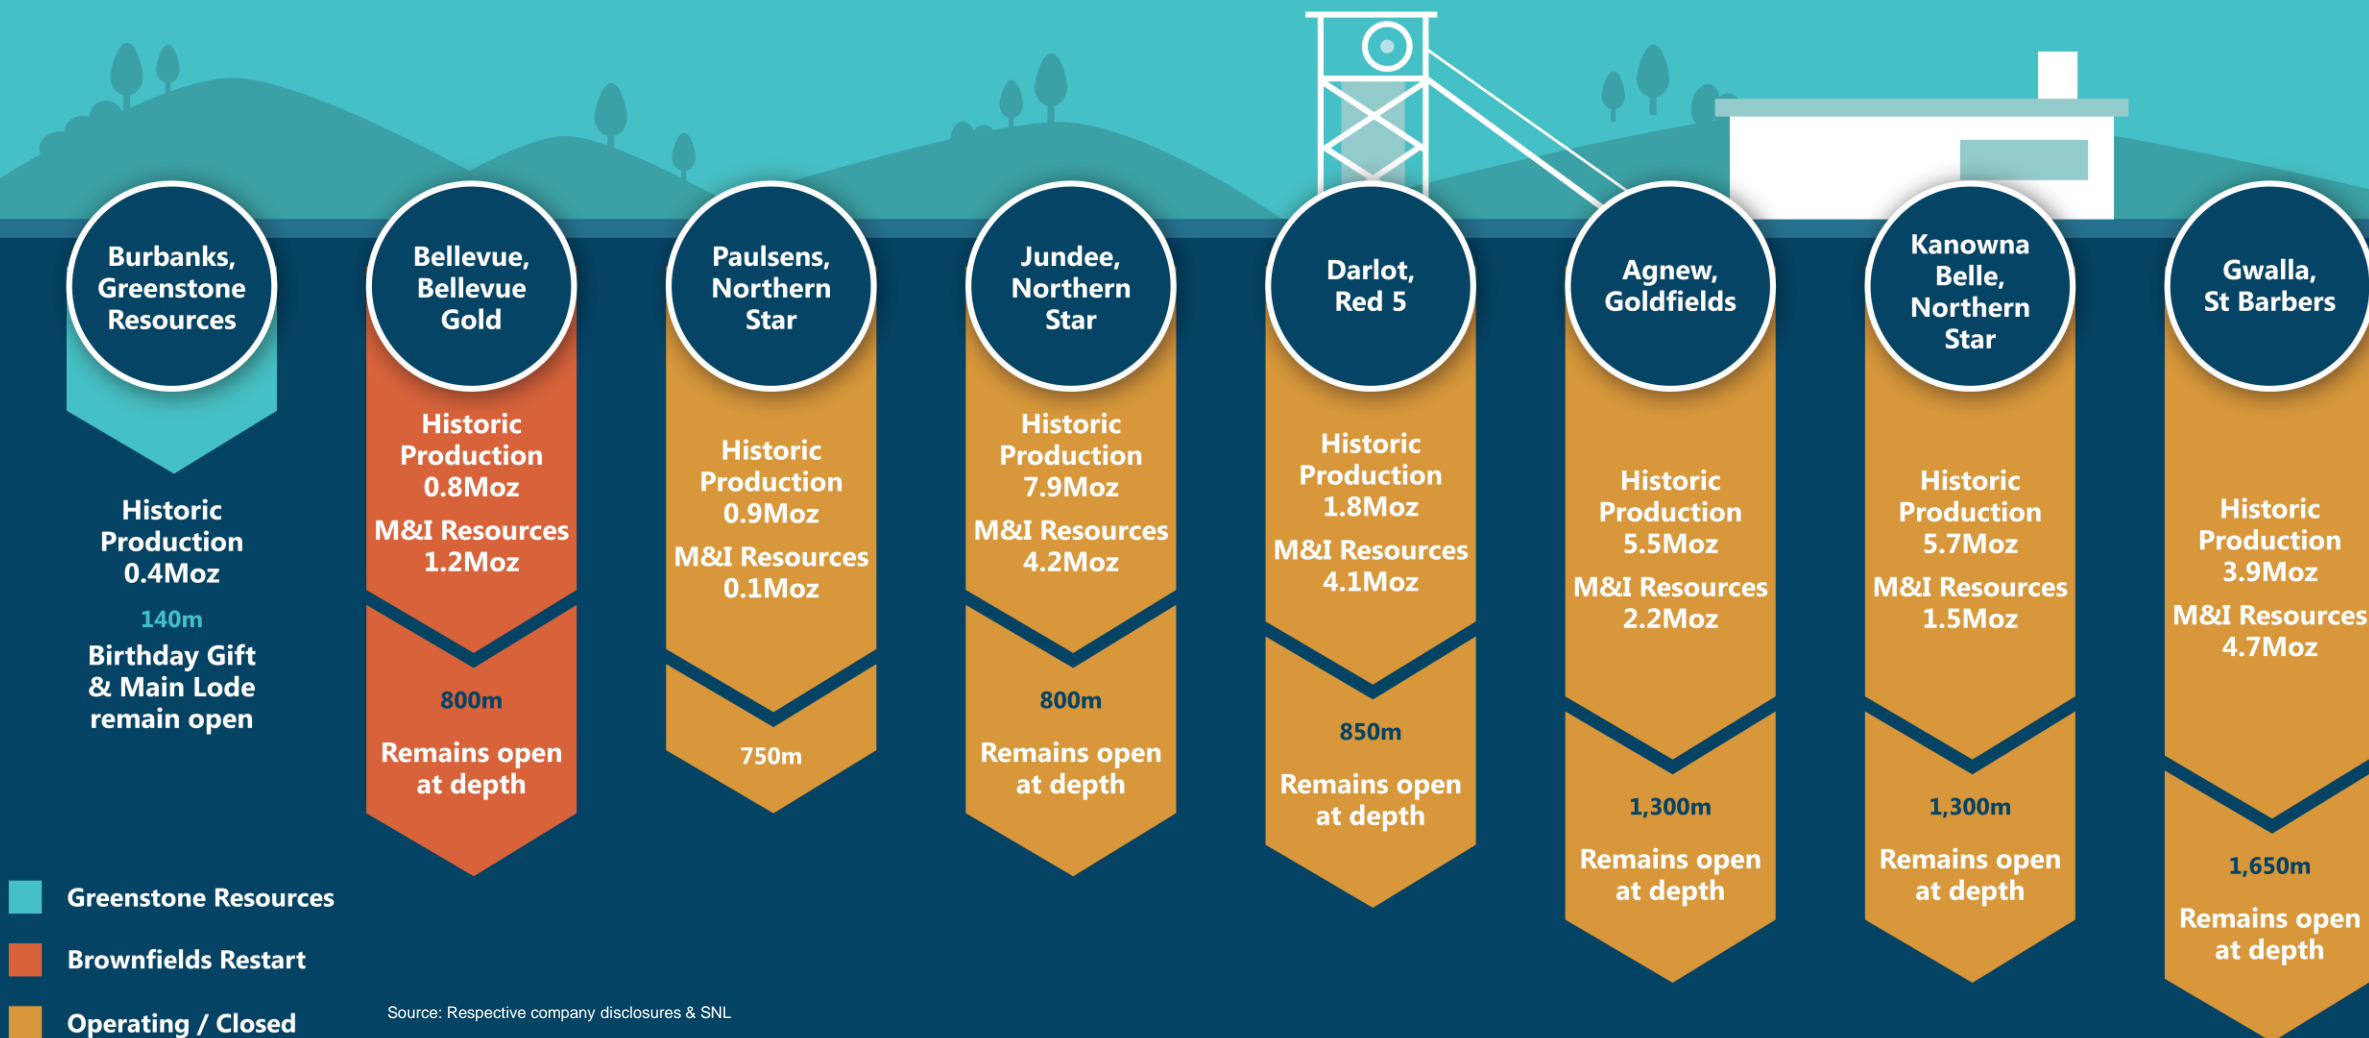 Burbanks,
Greenstone
Resources
Historic
Production
0.4Moz
140m
Birthday Gift
& Main Lode
remain open
Bellevue,
Bellevue
Gold
Historic
Production
0.8Moz
M&I Resources
1.2Moz
800m
Remains open
at depth
Paulsens,
Northern
Star
Historic
Production
0.9Moz
M&I Resources
0.1Moz
750m
Jundee,
Northern
Star
Historic
Production
7.9Moz
M&I Resources
4.2Moz
800m
Remains open
at depth
Darlot,
Red 5
Historic
Production
1.8Moz
M&I Resources
4.1Moz
850m
Remains open
at depth
Agnew,
Goldfields
Historic
Production
5.5Moz
M&I Resources
2.2Moz
1,300m
Remains open
at depth
Kanowna
Belle,
Northern
Star
Historic
Production
5.7Moz
M&I Resources
1.5Moz
1,300m
Remains open
at depth
Gwalla,
St Barbers
Historic
Production
3.9Moz
M&I Resources
4.7Moz
1,650m
Remains open
at depth
Greenstone Resources
Brownfields Restart
Operating / Closed
Source: Respective company disclosures & SNL